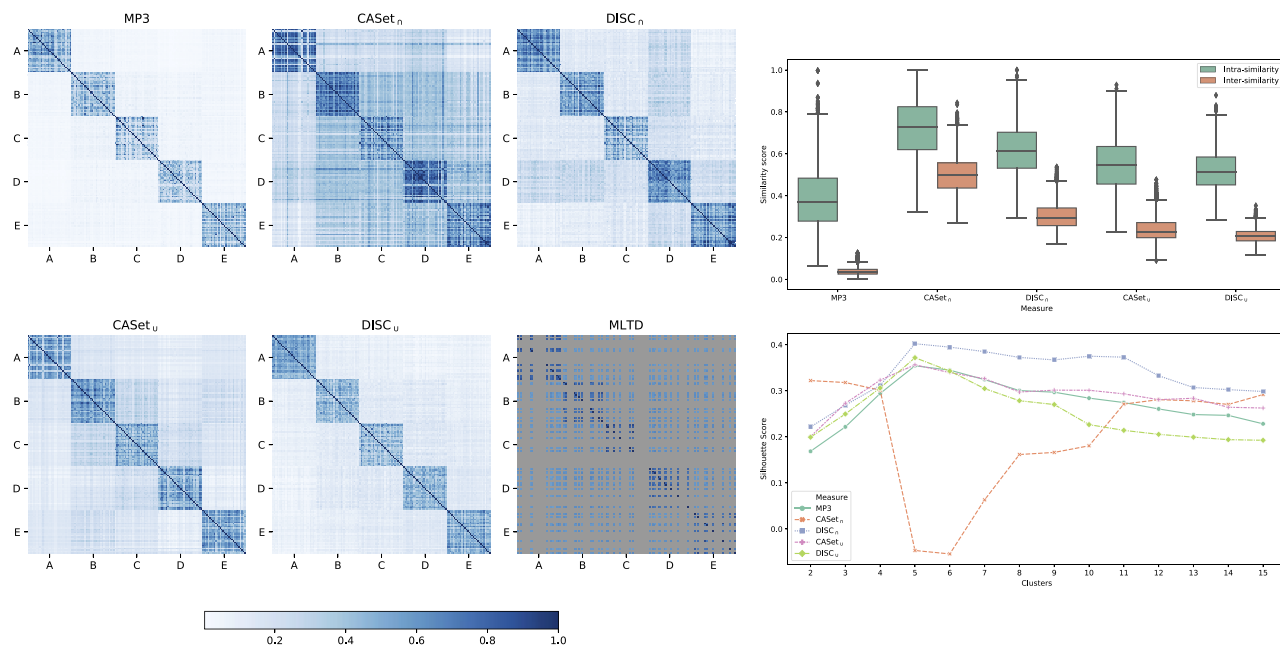 MP3
CASet n
DISC n
A
B
C
D
E
A B C D E
A
B
C
D
E
A B C D E
A
B
C
D
E
A B C D E
CASet u
DISC u
MLTD
A
B
C
D
E
A B C D E
A
B
C
D
E
A B C D E
A
B
C
D
E
A B C D E
0.2 0.4 0.6 0.8 1.0
Intra-similarity
Inter-similarity
Similarity score
1.0
0.8
0.6
0.4
0.2
0.0
MP3 CASet n DISC n CASet u DISC u
Measure
Silhouette Score
0.4
0.3
0.2
0.1
0.0
Measure
MP3
CASet n
DISC n
CASet u
DISC u
2 3 4 5 6 7 8 9 10 11 12 13 14 15
Clusters